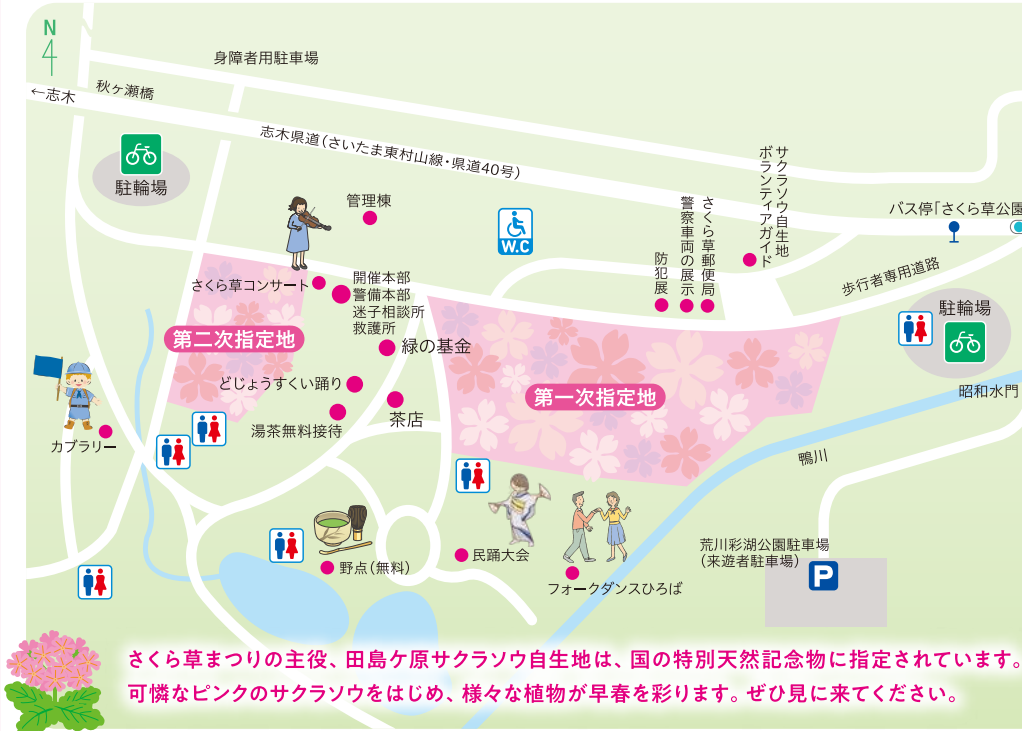 N
身障者用駐車場
←志木
秋ヶ瀬橋
志木県道(さいたま東村山線・県道40号)
駐輪場
管理棟
W.C
サクラソウ自生地
ボランティアガイド
さくら草郵便局
警察車両の展示
防犯展
バス停「さくら草公園
歩行者専用道路
さくら草コンサート
開催本部
警備本部
迷子相談所
救護所
第二次指定地
緑の基金
駐輪場
どじょうすくい踊り
第一次指定地
昭和水門
茶店
湯茶無料接待
カブラリー
鴨川
荒川彩湖公園駐車場
(来遊者駐車場)
P
民踊大会
野点(無料)
フォークダンスひろば
さくら草まつりの主役、田島ケ原サクラソウ自生地は、国の特別天然記念物に指定されています。
可憐なピンクのサクラソウをはじめ、様々な植物が早春を彩ります。ぜひ見に来てください。